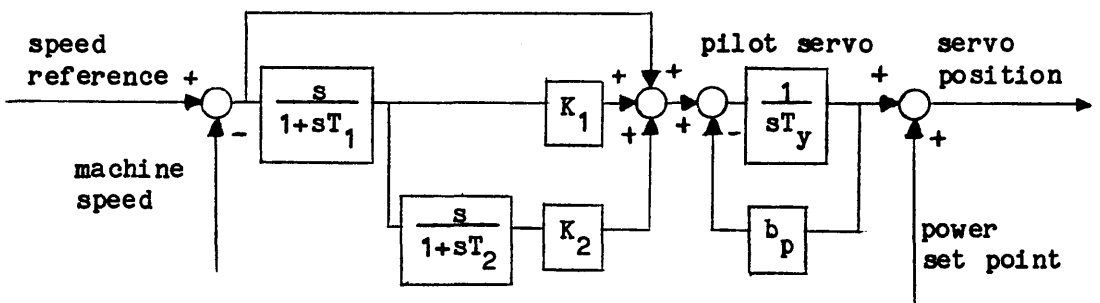 speed
reference
+
-
machine
speed
s
1+sT1
K1
s
1+sT2
K2
+
+
+
+
-
pilot servo
1
sTy
bp
+
+
servo
position
power
set point